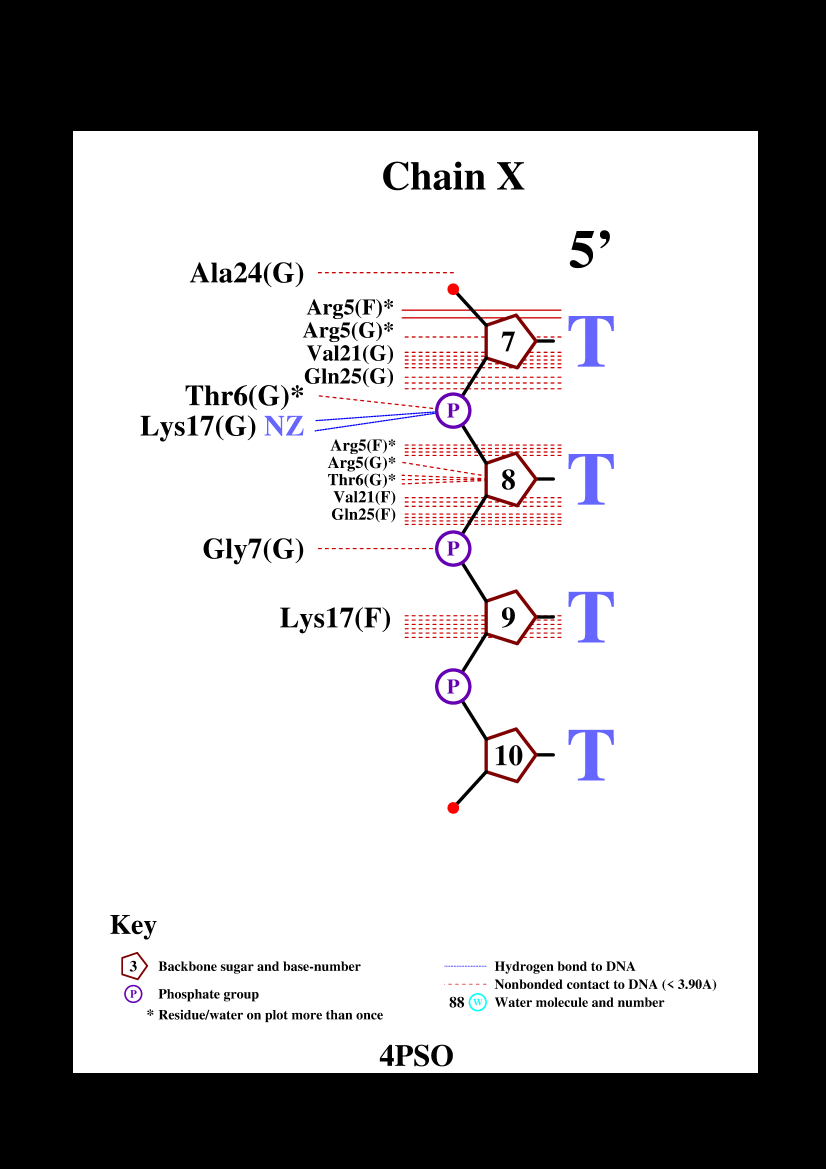 Chain X
5’
Ala24(G)
Arg5(F)*
Arg5(G)*
7
T
Val21(G)
Gln25(G)
Thr6(G)*
P
Lys17(G) NZ
Arg5(F)*
Arg5(G)*
Thr6(G)*
8
T
Val21(F)
Gln25(F)
Gly7(G)
P
Lys17(F)
9
T
P
10
T
Key
3 Backbone sugar and base-number
P Phosphate group
* Residue/water on plot more than once
Hydrogen bond to DNA
Nonbonded contact to DNA (< 3.90A)
88 W Water molecule and number
4PSO